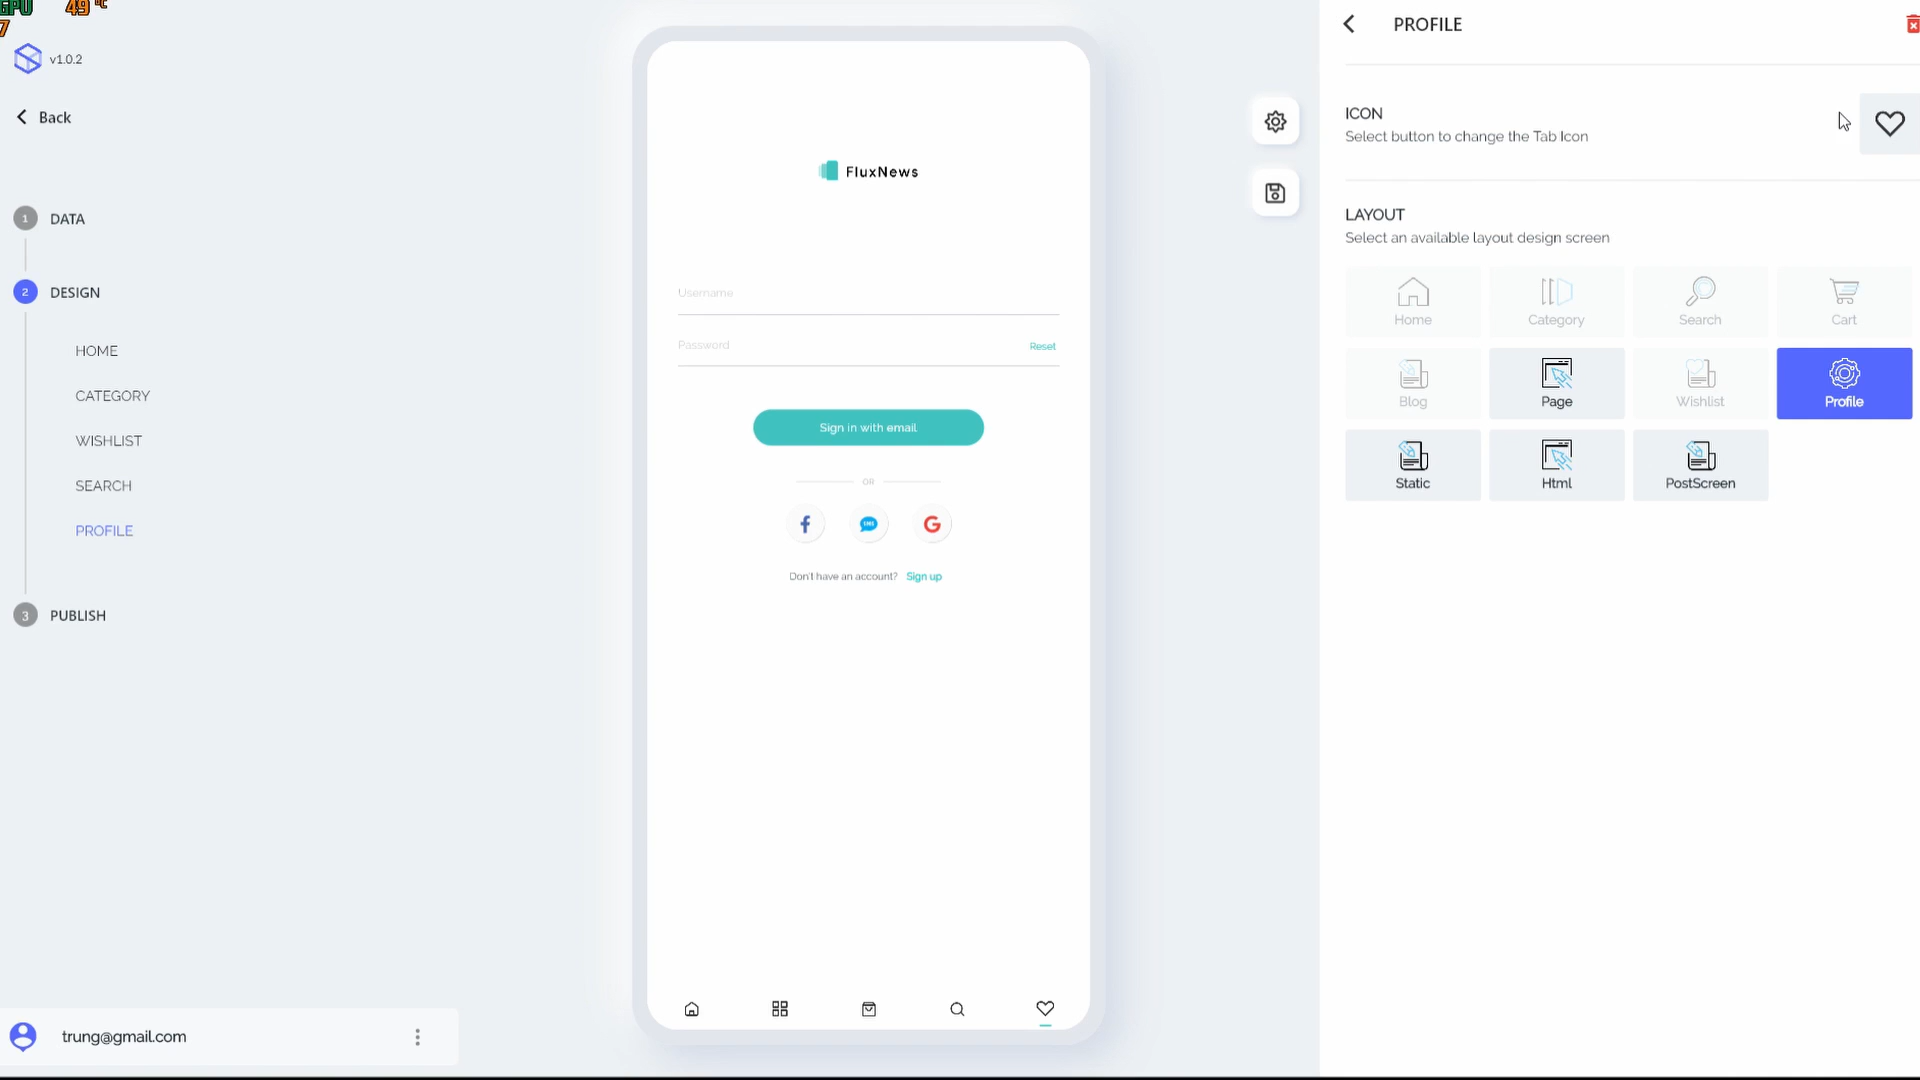 GPU 49 °C
7
v1.0.2
Back
1 DATA
2 DESIGN
HOME
CATEGORY
WISHLIST
SEARCH
PROFILE
3 PUBLISH
trung@gmail.com
FluxNews
Username
Password
Reset
Sign in with email
OR
SMS
Don't have an account? Sign up
PROFILE
ICON
Select button to change the Tab Icon
LAYOUT
Select an available layout design screen
Home Category Search Cart
Blog Page Wishlist Profile
Static Html PostScreen